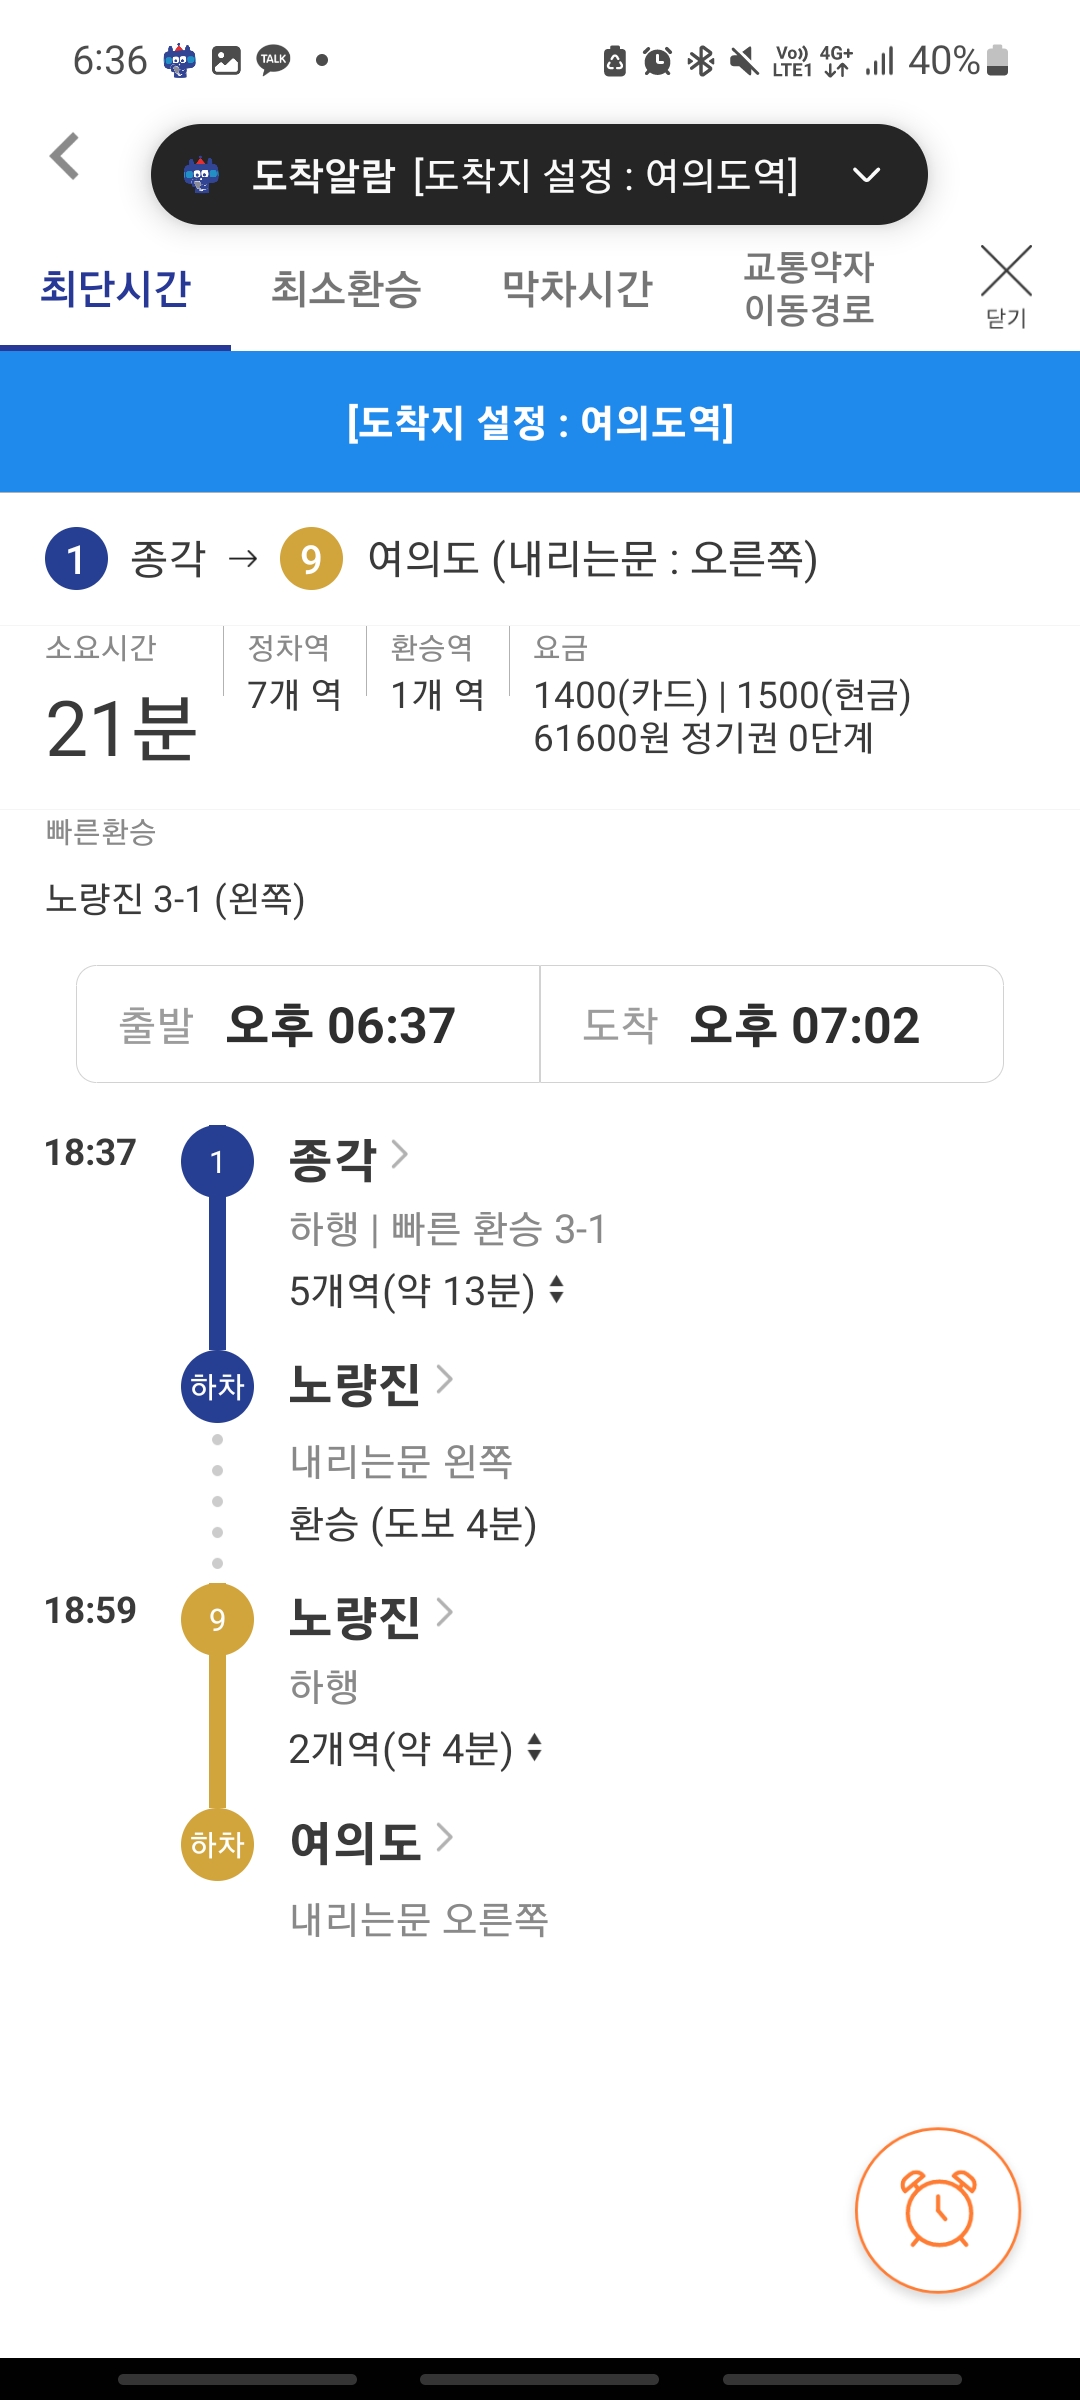 6:36 TALK Vo)) LTE1 4G+ 40%
도착알람 [도착지 설정 : 여의도역]
최단시간 최소환승 막차시간 교통약자 이동경로 닫기
[도착지 설정 : 여의도역]
1 종각 → 9 여의도 (내리는문 : 오른쪽)
소요시간 정차역 환승역 요금
21분 7개 역 1개 역 1400(카드) | 1500(현금)
61600원 정기권 0단계
빠른환승
노량진 3-1 (왼쪽)
출발 오후 06:37 도착 오후 07:02
18:37 1 종각
하행 | 빠른 환승 3-1
5개역(약 13분)
하차 노량진
내리는문 왼쪽
환승 (도보 4분)
18:59 9 노량진
하행
2개역(약 4분)
하차 여의도
내리는문 오른쪽